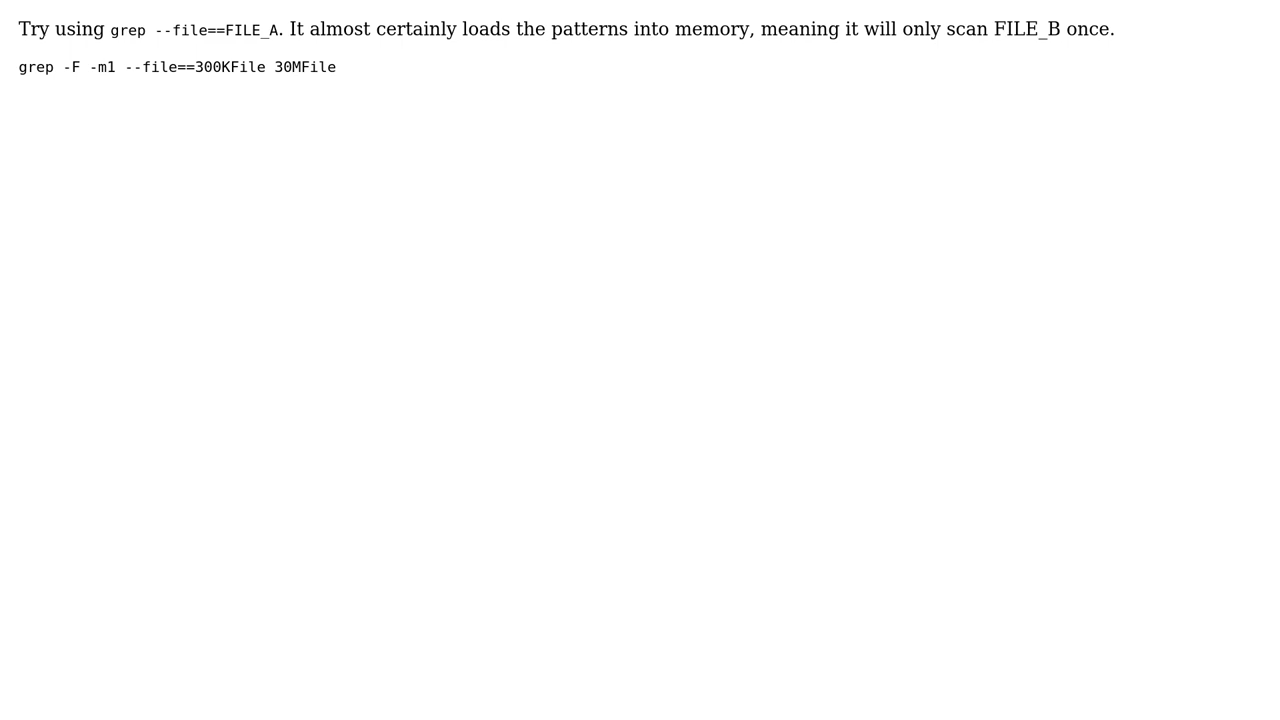 Try using grep --file==FILE_A. It almost certainly loads the patterns into memory, meaning it will only scan FILE_B once.
grep -F -m1 --file==300KFile 30MFile